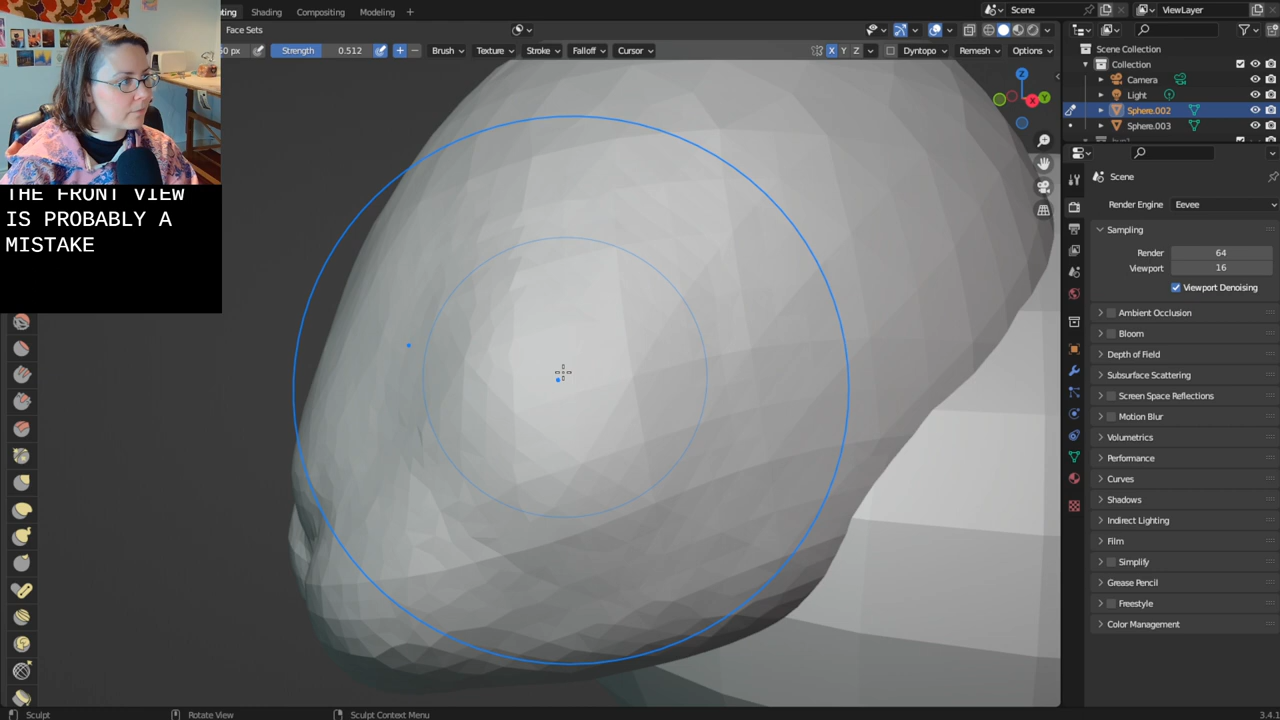 Shading
Compositing
Modeling
+
Scene
ViewLayer
Face Sets
Strength 0.512
Brush
Texture
Stroke
Falloff
Cursor
X Y Z
Dyntopo
Remesh
Options
Scene Collection
Collection
Camera
Light
Sphere.002
Sphere.003
Z
X
Y
THE FRONT VIEW
IS PROBABLY A
MISTAKE
Scene
Render Engine Eevee
Sampling
Render 64
Viewport 16
Viewport Denoising
Ambient Occlusion
Bloom
Depth of Field
Subsurface Scattering
Screen Space Reflections
Motion Blur
Volumetrics
Performance
Curves
Shadows
Indirect Lighting
Film
Simplify
Grease Pencil
Freestyle
Color Management
Sculpt
Rotate View
Sculpt Context Menu
3.4.1